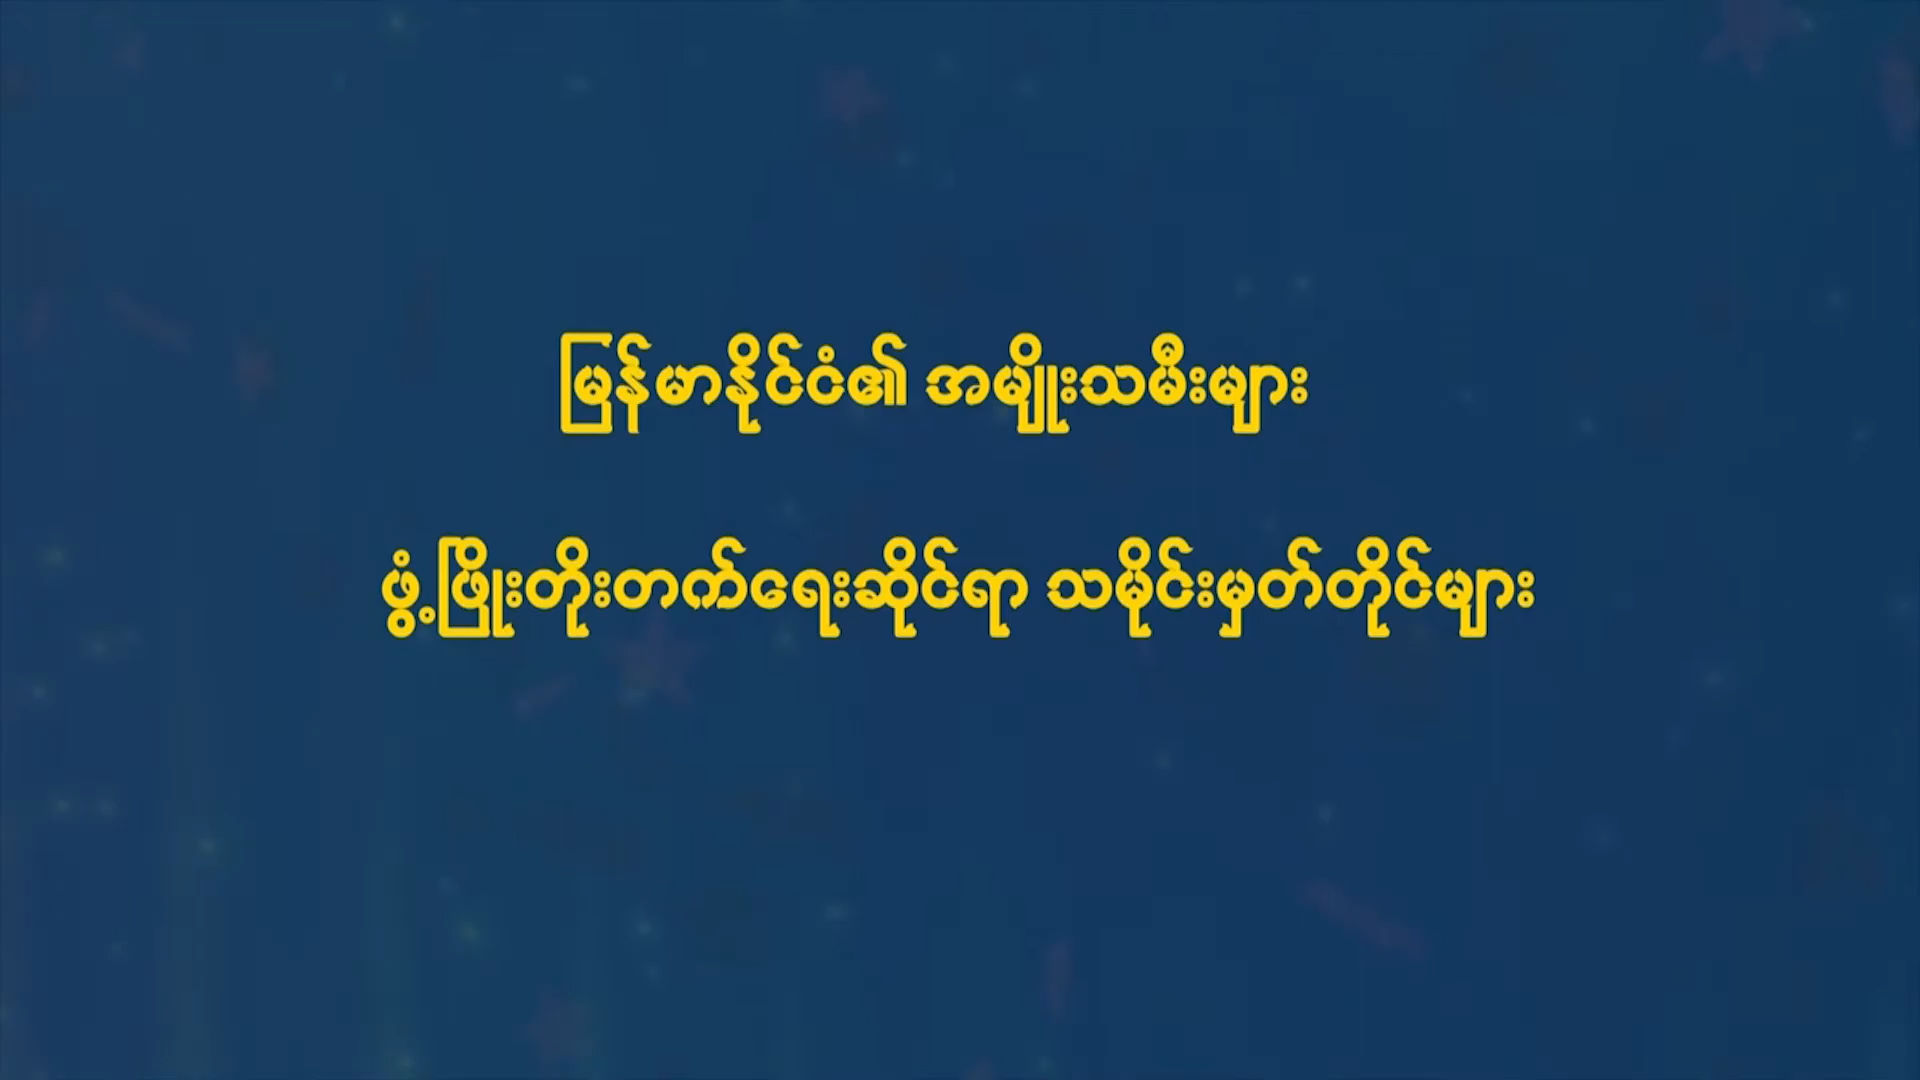 မြန်မာနိုင်ငံ၏ အမျိုးသမီးများ
ဖွံ့ဖြိုးတိုးတက်ရေးဆိုင်ရာ သမိုင်းမှတ်တိုင်များ